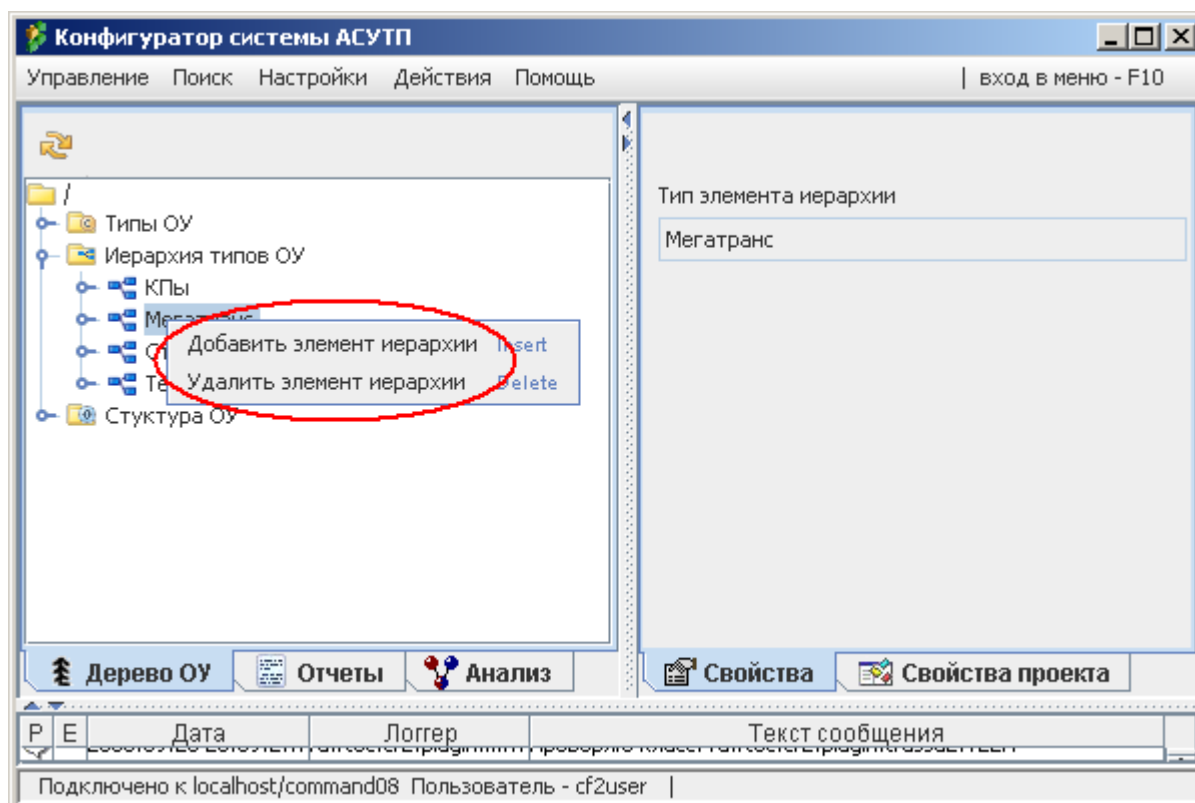 Конфигуратор системы АСУТП
Управление Поиск Настройки Действия Помощь | вход в меню - F10
/
Типы ОУ
Иерархия типов ОУ
КПы
Мегатранс
Добавить элемент иерархии Insert
Удалить элемент иерархии Delete
Стуктура ОУ
Тип элемента иерархии
Мегатранс
Дерево ОУ Отчеты Анализ
Свойства Свойства проекта
P E Дата Логгер Текст сообщения
Подключено к localhost/command08 Пользователь - cf2user |